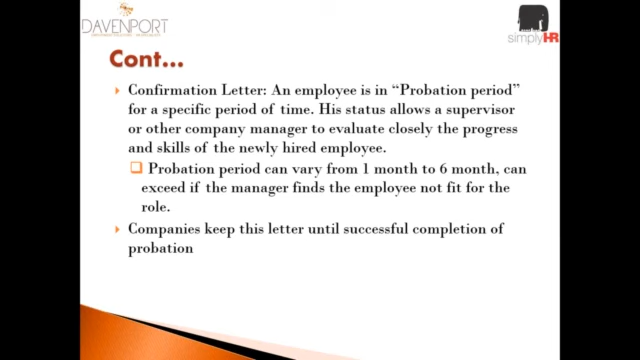 DAVENPORT
simplyHR
Cont...
Confirmation Letter: An employee is in “Probation period”
for a specific period of time. His status allows a supervisor
or other company manager to evaluate closely the progress
and skills of the newly hired employee.
Probation period can vary from 1 month to 6 month, can
exceed if the manager finds the employee not fit for the
role.
Companies keep this letter until successful completion of
probation